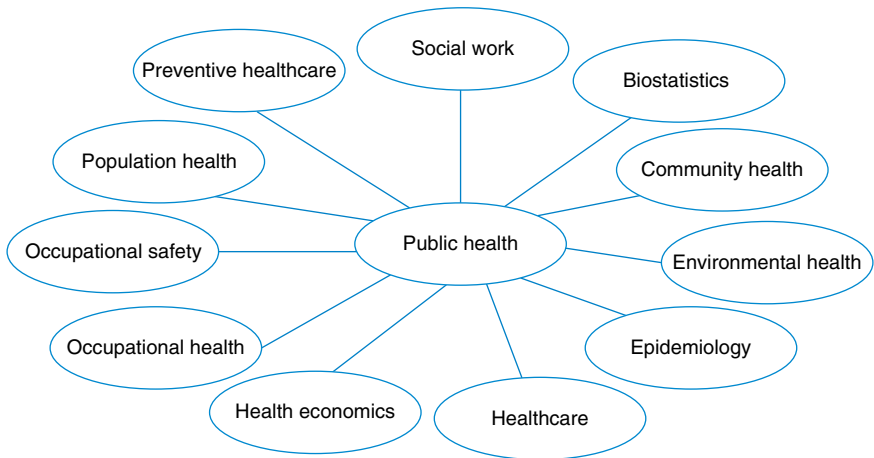 Social work
Preventive healthcare
Biostatistics
Population health
Community health
Public health
Occupational safety
Environmental health
Occupational health
Epidemiology
Health economics
Healthcare